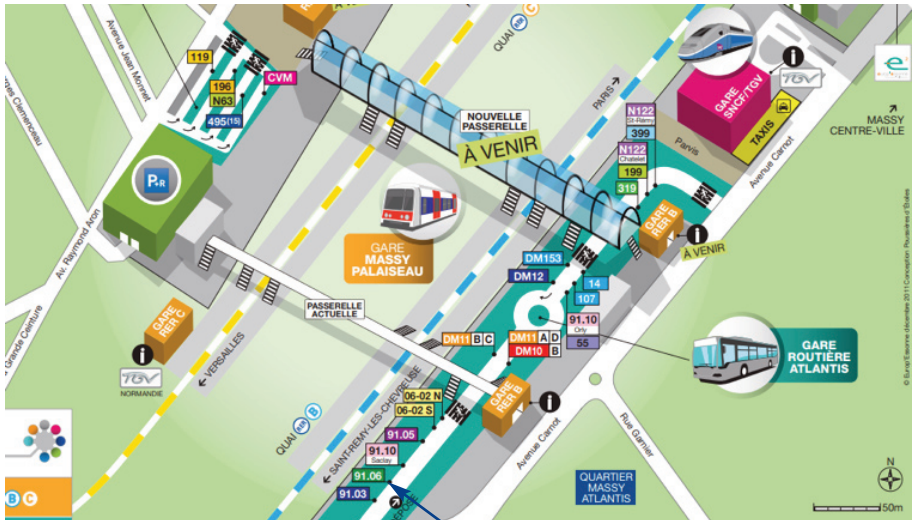 119
196
N63
495(15)
CVM
Avenue Jean Monnet
Av. Raymond Aron
Grande Ceinture
P+R
QUAI RER C
À V
NOUVELLE
PASSERELLE
À VENIR
PARIS
N122
St-Rémy
399
N122
Chatelet
199
319
GARE
SNCF/TGV
i
TGV
TAXIS
Parvis
Avenue Carnot
MASSY
CENTRE-VILLE
GARE
MASSY
PALAISEAU
PASSERELLE
ACTUELLE
GARE
RER C
i
TGV
NORMANDIE
VERSAILLES
QUAI RER B
SAINT-REMY-LES-CHEVREUSE
DM153
DM12
14
107
91.10
Orly
55
DM11 B C
DM11 A D
DM10 B
GARE
RER B
i
À VENIR
GARE
ROUTIÈRE
ATLANTIS
06-02 N
06-02 S
91.05
91.10
Saclay
91.06
91.03
GARE
RER B
i
Avenue Carnot
Rue Garnier
QUARTIER
MASSY
ATLANTIS
N
50m
B C